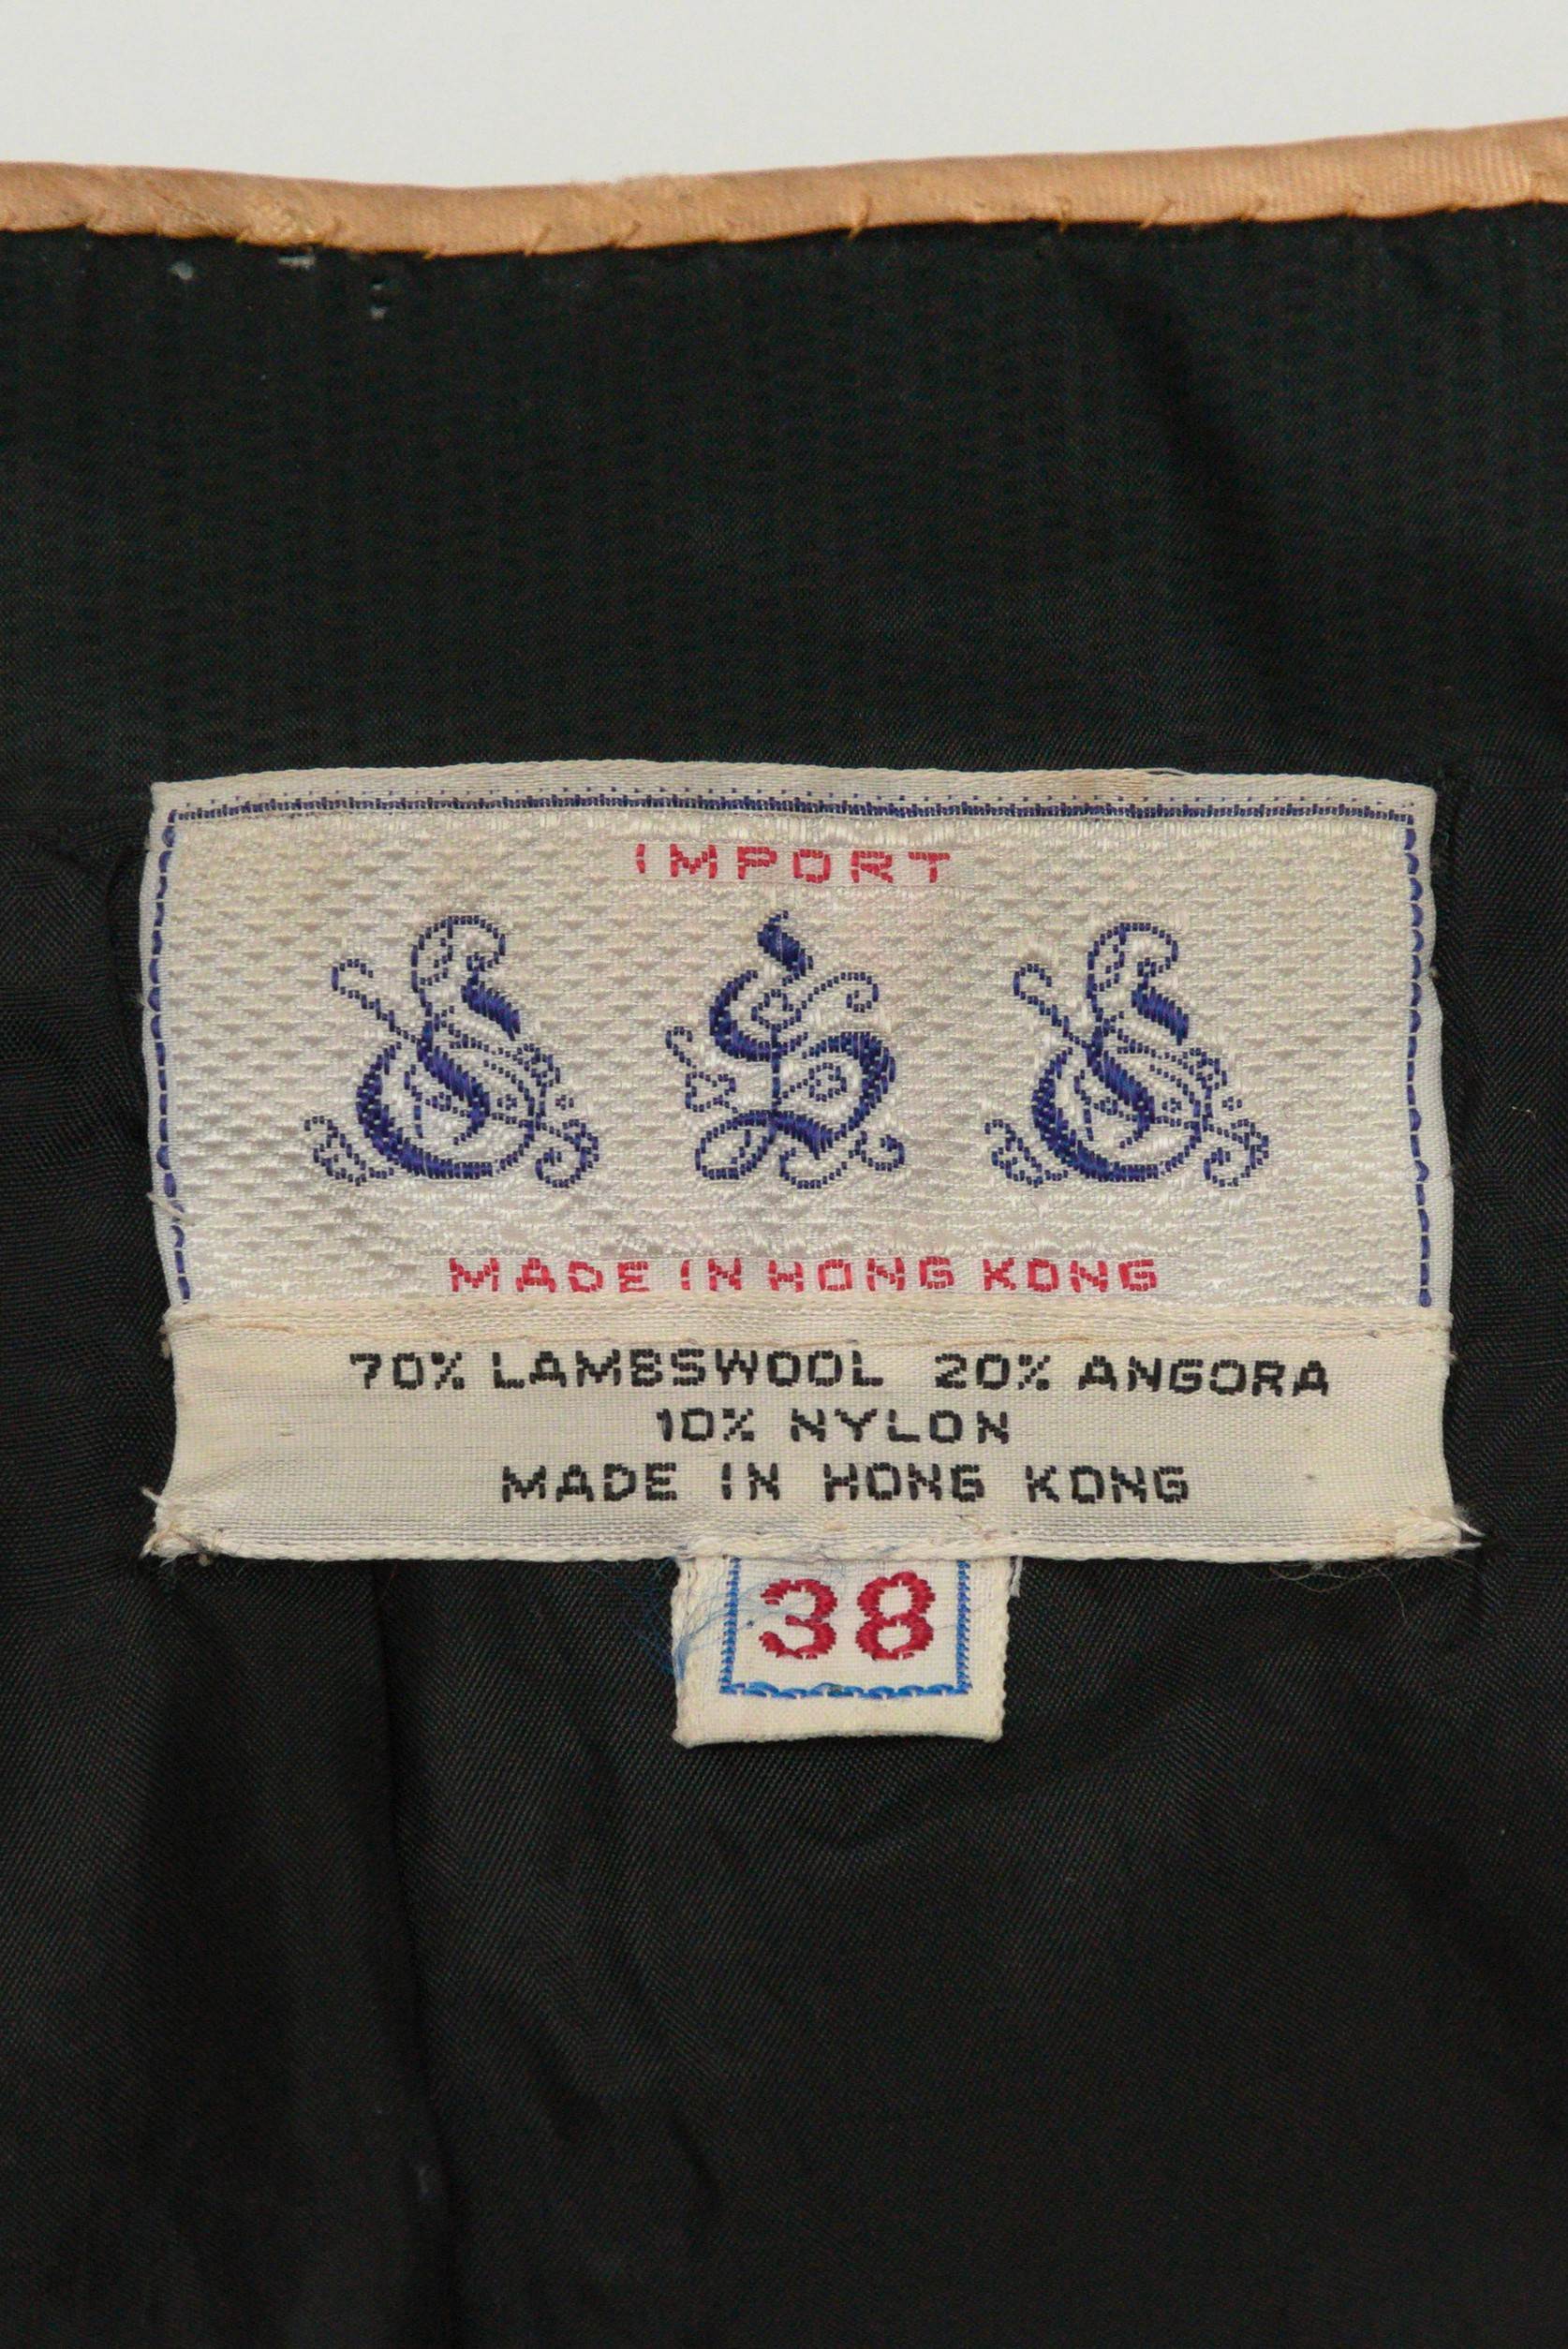 IMPORT
MADE IN HONG KONG
70% LAMBSWOOL 20% ANGORA
10% NYLON
MADE IN HONG KONG
38